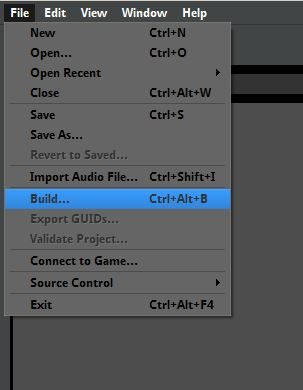 File Edit View Window Help
New Ctrl+N
Open... Ctrl+O
Open Recent
Close Ctrl+Alt+W
Save Ctrl+S
Save As...
Revert to Saved...
Import Audio File... Ctrl+Shift+I
Build... Ctrl+Alt+B
Export GUIDs...
Validate Project...
Connect to Game...
Source Control
Exit Ctrl+Alt+F4